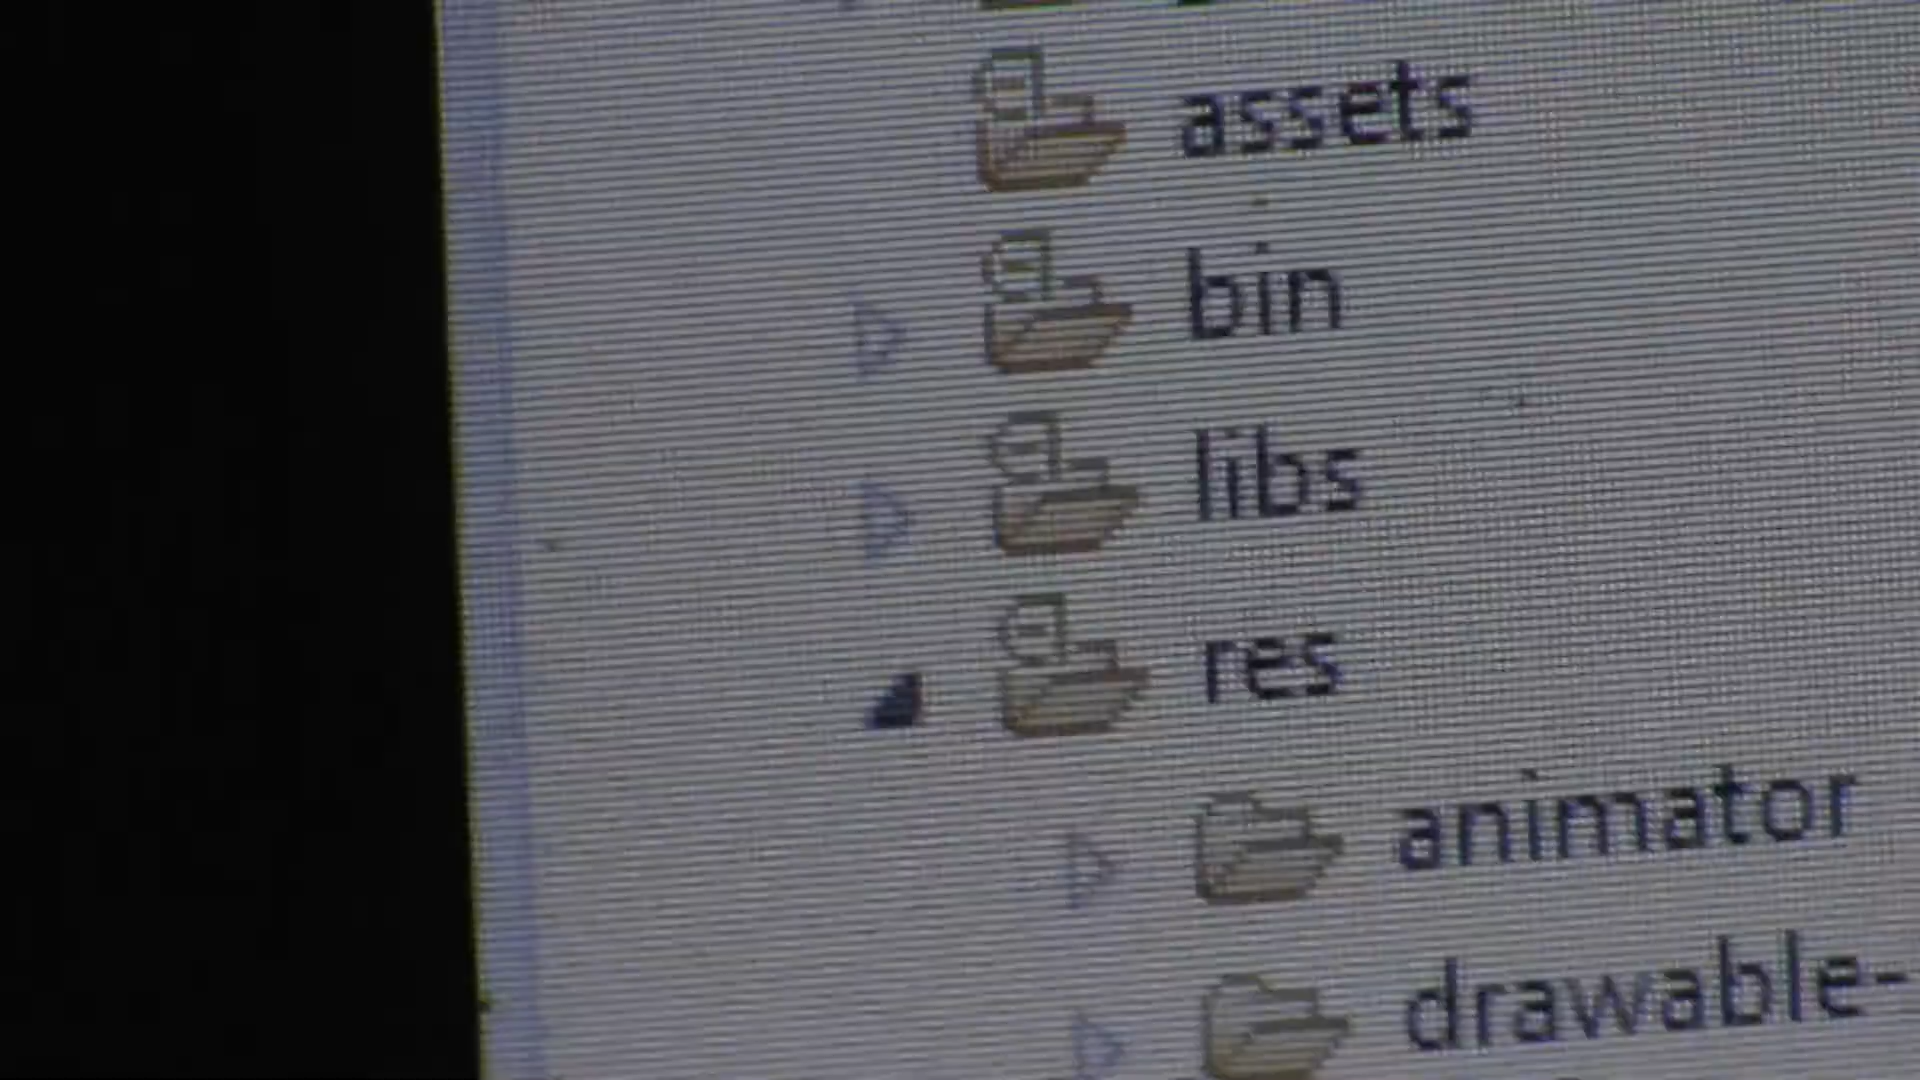 assets
bin
libs
res
animator
drawable-